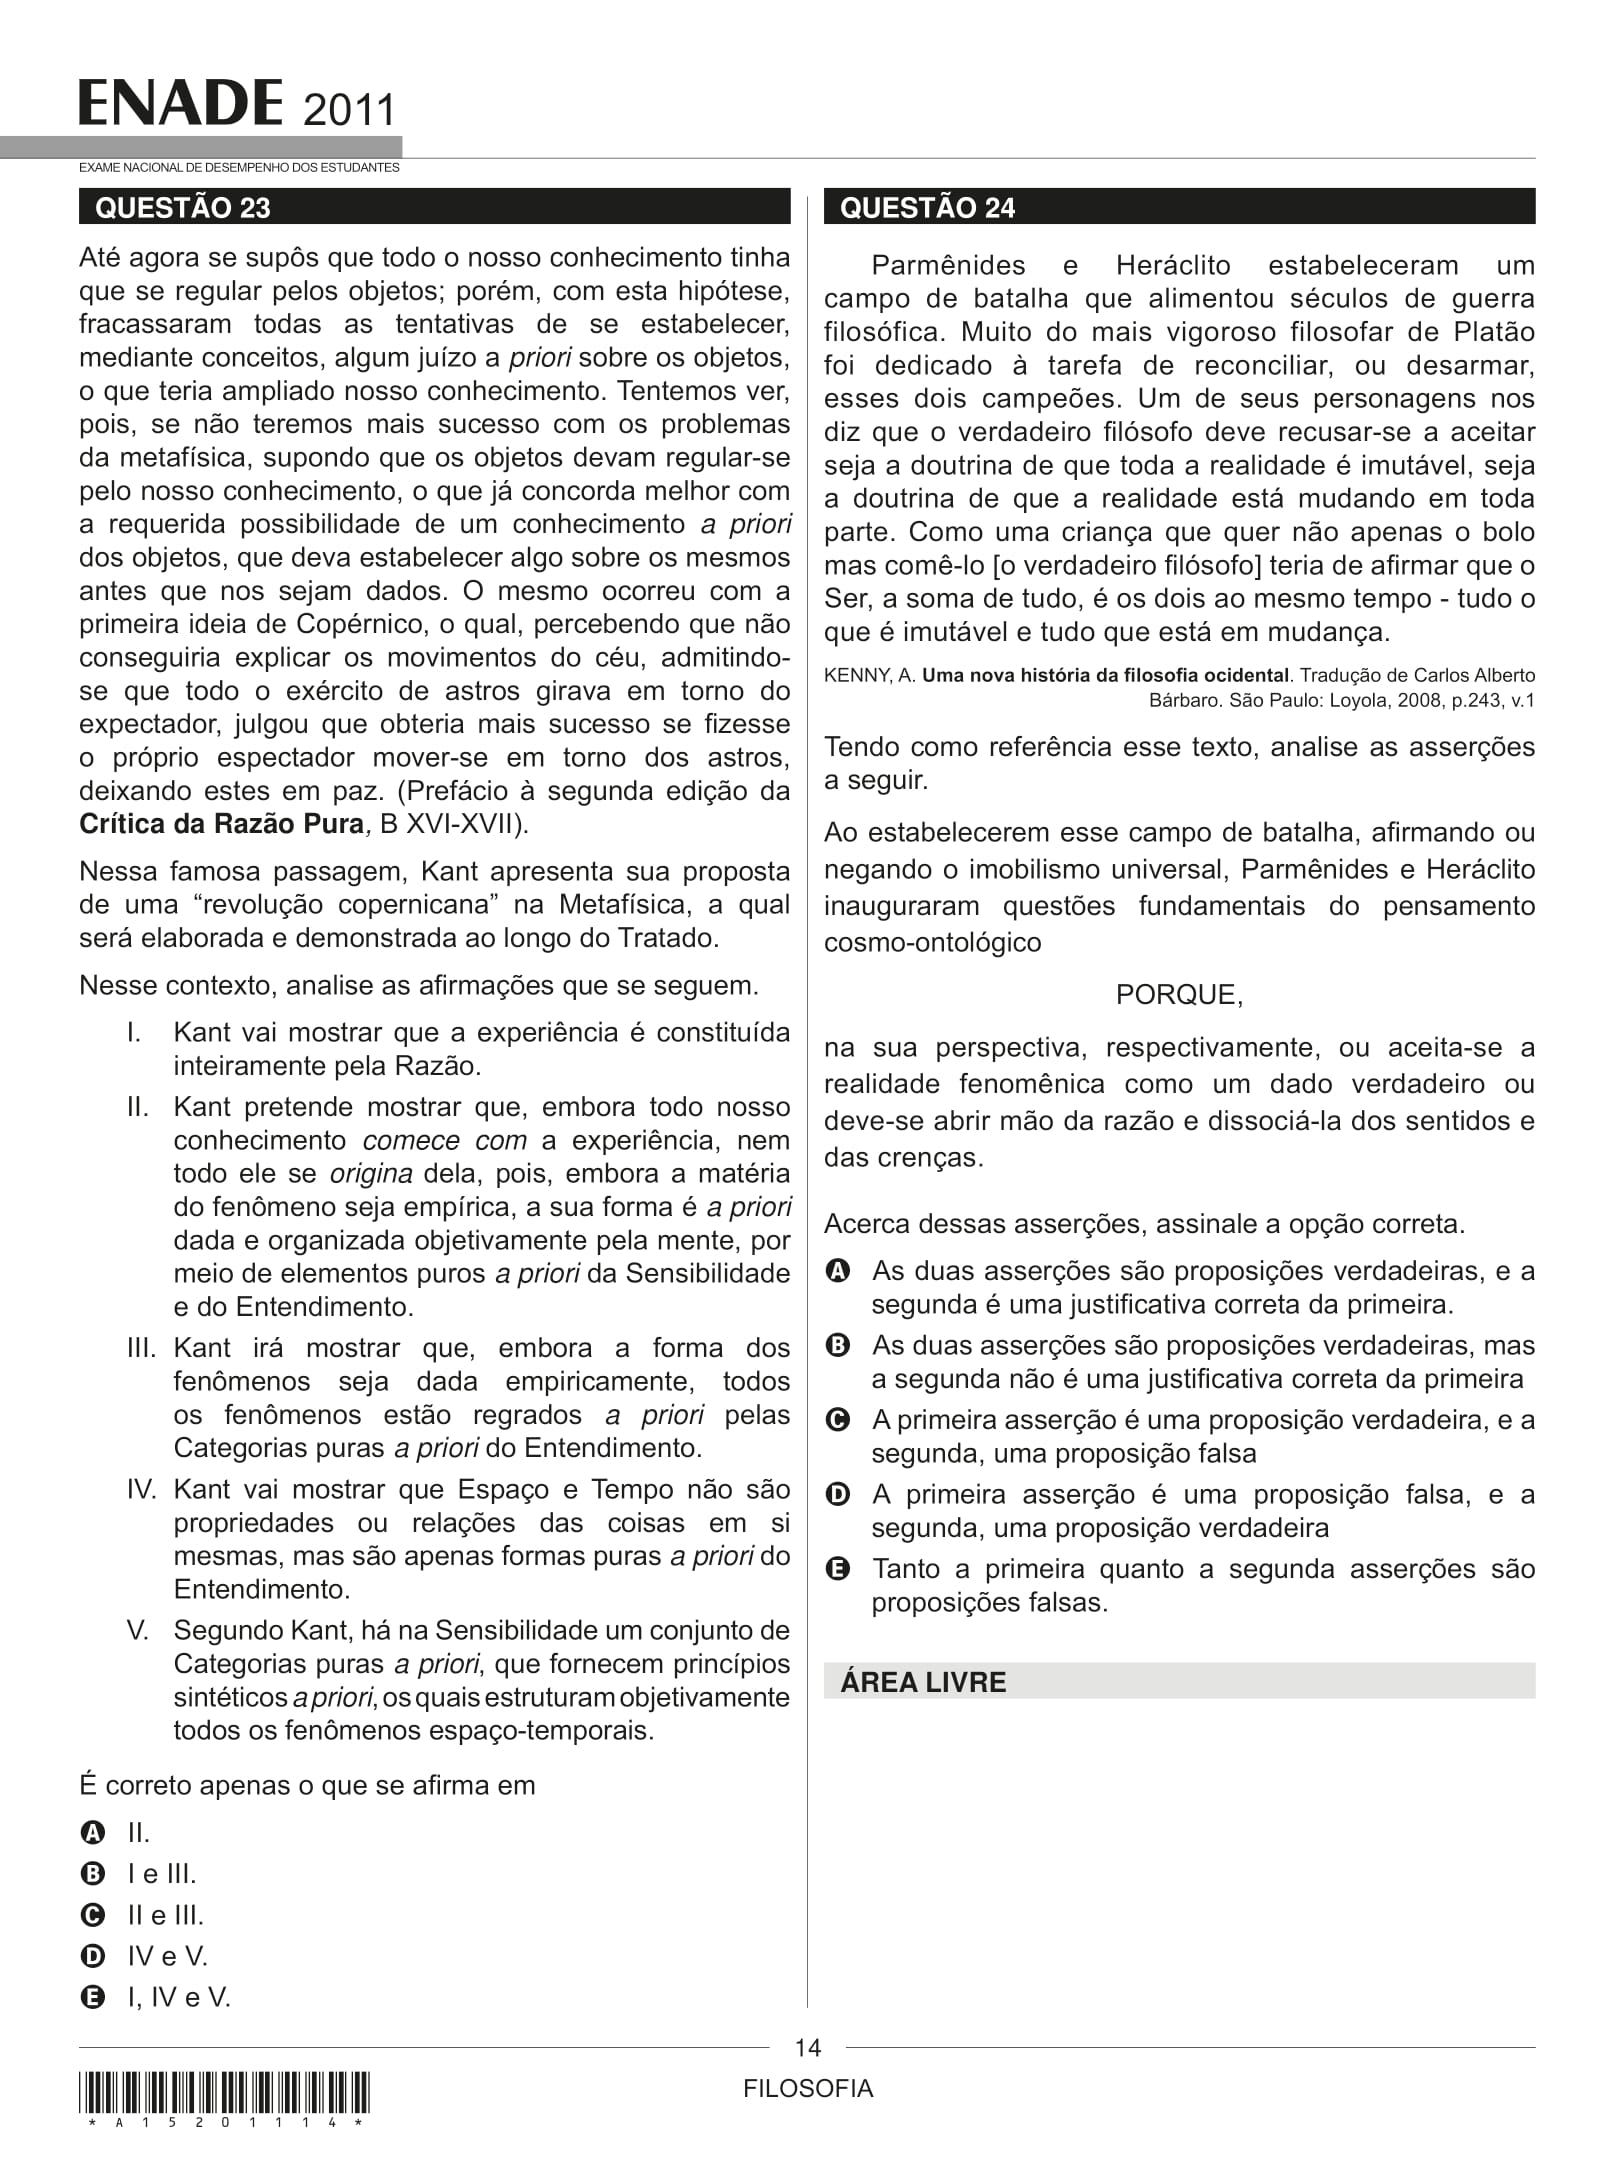 ENADE 2011
EXAME NACIONAL DE DESEMPENHO DOS ESTUDANTES
QUESTÃO 23
Até agora se supôs que todo o nosso conhecimento tinha
que se regular pelos objetos; porém, com esta hipótese,
fracassaram todas as tentativas de se estabelecer,
mediante conceitos, algum juízo a priori sobre os objetos,
o que teria ampliado nosso conhecimento. Tentemos ver,
pois, se não teremos mais sucesso com os problemas
da metafísica, supondo que os objetos devam regular-se
pelo nosso conhecimento, o que já concorda melhor com
a requerida possibilidade de um conhecimento a priori
dos objetos, que deva estabelecer algo sobre os mesmos
antes que nos sejam dados. O mesmo ocorreu com a
primeira ideia de Copérnico, o qual, percebendo que não
conseguiria explicar os movimentos do céu, admitindo-
se que todo o exército de astros girava em torno do
expectador, julgou que obteria mais sucesso se fizesse
o próprio espectador mover-se em torno dos astros,
deixando estes em paz. (Prefácio à segunda edição da
Crítica da Razão Pura, B XVI-XVII).
Nessa famosa passagem, Kant apresenta sua proposta
de uma “revolução copernicana” na Metafísica, a qual
será elaborada e demonstrada ao longo do Tratado.
Nesse contexto, analise as afirmações que se seguem.
I. Kant vai mostrar que a experiência é constituída
inteiramente pela Razão.
II. Kant pretende mostrar que, embora todo nosso
conhecimento comece com a experiência, nem
todo ele se origina dela, pois, embora a matéria
do fenômeno seja empírica, a sua forma é a priori
dada e organizada objetivamente pela mente, por
meio de elementos puros a priori da Sensibilidade
e do Entendimento.
III. Kant irá mostrar que, embora a forma dos
fenômenos seja dada empiricamente, todos
os fenômenos estão regrados a priori pelas
Categorias puras a priori do Entendimento.
IV. Kant vai mostrar que Espaço e Tempo não são
propriedades ou relações das coisas em si
mesmas, mas são apenas formas puras a priori do
Entendimento.
V. Segundo Kant, há na Sensibilidade um conjunto de
Categorias puras a priori, que fornecem princípios
sintéticos a priori, os quais estruturam objetivamente
todos os fenômenos espaço-temporais.
É correto apenas o que se afirma em
A II.
B I e III.
C II e III.
D IV e V.
E I, IV e V.
QUESTÃO 24
Parmênides e Heráclito estabeleceram um
campo de batalha que alimentou séculos de guerra
filosófica. Muito do mais vigoroso filosofar de Platão
foi dedicado à tarefa de reconciliar, ou desarmar,
esses dois campeões. Um de seus personagens nos
diz que o verdadeiro filósofo deve recusar-se a aceitar
seja a doutrina de que toda a realidade é imutável, seja
a doutrina de que a realidade está mudando em toda
parte. Como uma criança que quer não apenas o bolo
mas comê-lo [o verdadeiro filósofo] teria de afirmar que o
Ser, a soma de tudo, é os dois ao mesmo tempo - tudo o
que é imutável e tudo que está em mudança.
KENNY, A. Uma nova história da filosofia ocidental. Tradução de Carlos Alberto
Bárbaro. São Paulo: Loyola, 2008, p.243, v.1
Tendo como referência esse texto, analise as asserções
a seguir.
Ao estabelecerem esse campo de batalha, afirmando ou
negando o imobilismo universal, Parmênides e Heráclito
inauguraram questões fundamentais do pensamento
cosmo-ontológico
PORQUE,
na sua perspectiva, respectivamente, ou aceita-se a
realidade fenomênica como um dado verdadeiro ou
deve-se abrir mão da razão e dissociá-la dos sentidos e
das crenças.
Acerca dessas asserções, assinale a opção correta.
A As duas asserções são proposições verdadeiras, e a
segunda é uma justificativa correta da primeira.
B As duas asserções são proposições verdadeiras, mas
a segunda não é uma justificativa correta da primeira
C A primeira asserção é uma proposição verdadeira, e a
segunda, uma proposição falsa
D A primeira asserção é uma proposição falsa, e a
segunda, uma proposição verdadeira
E Tanto a primeira quanto a segunda asserções são
proposições falsas.
ÁREA LIVRE
14
FILOSOFIA
* A 1 5 2 0 1 1 1 4 *